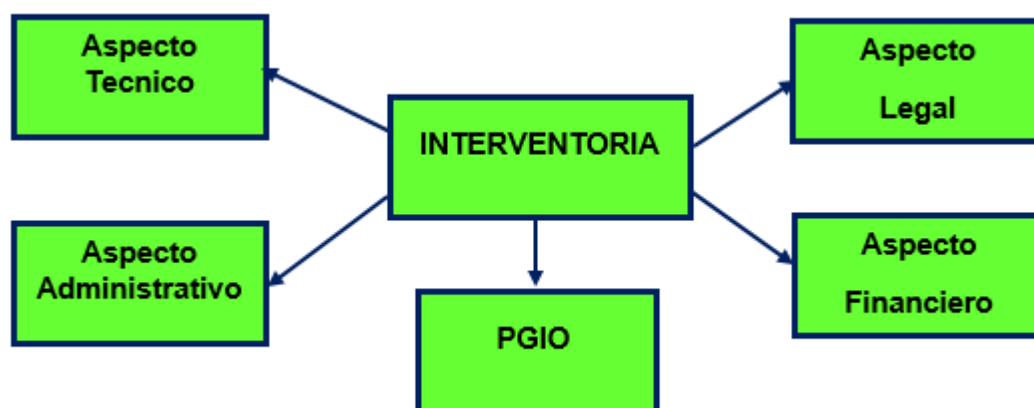 Aspecto
Tecnico
Aspecto
Legal
INTERVENTORIA
Aspecto
Administrativo
Aspecto
Financiero
PGIO